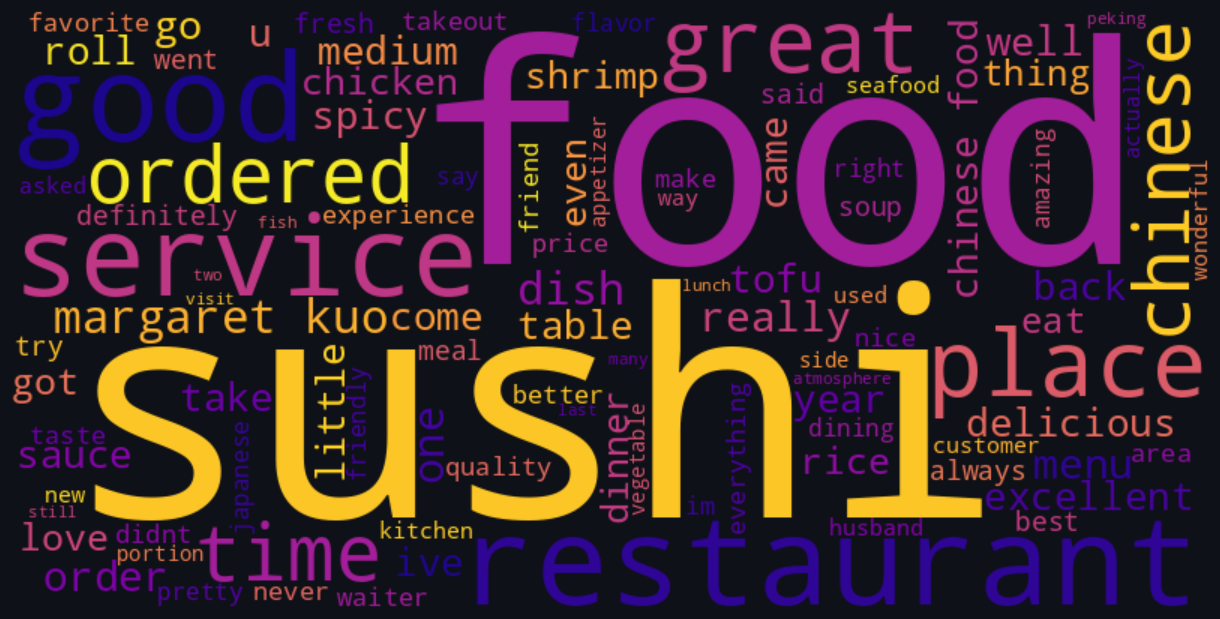 favorite
go
u
fresh
takeout
flavor
great
food
well
peking
roll
went
medium
shrimp
thing
good
chicken
said
seafood
actually
chinese
spicy
food
ordered
friend
even
appetizer
came
make
way
right
soup
chinese food
amazing
wonderful
asked
say
definitely
fish
experience
price
service
two
visit
dish
lunch
tofu
used
back
margaret kuo
come
table
really
nice
eat
try
meal
many
side
place
got
take
little
friendly
sushi
better
last
atmosphere
year
delicious
taste
sauce
japanese
one
quality
dinner
vegetable
everything
dining
rice
customer
always
menu
area
new
still
im
excellent
love
didnt
time
kitchen
husband
best
portion
order
pretty
never
ive
waiter
restaurant